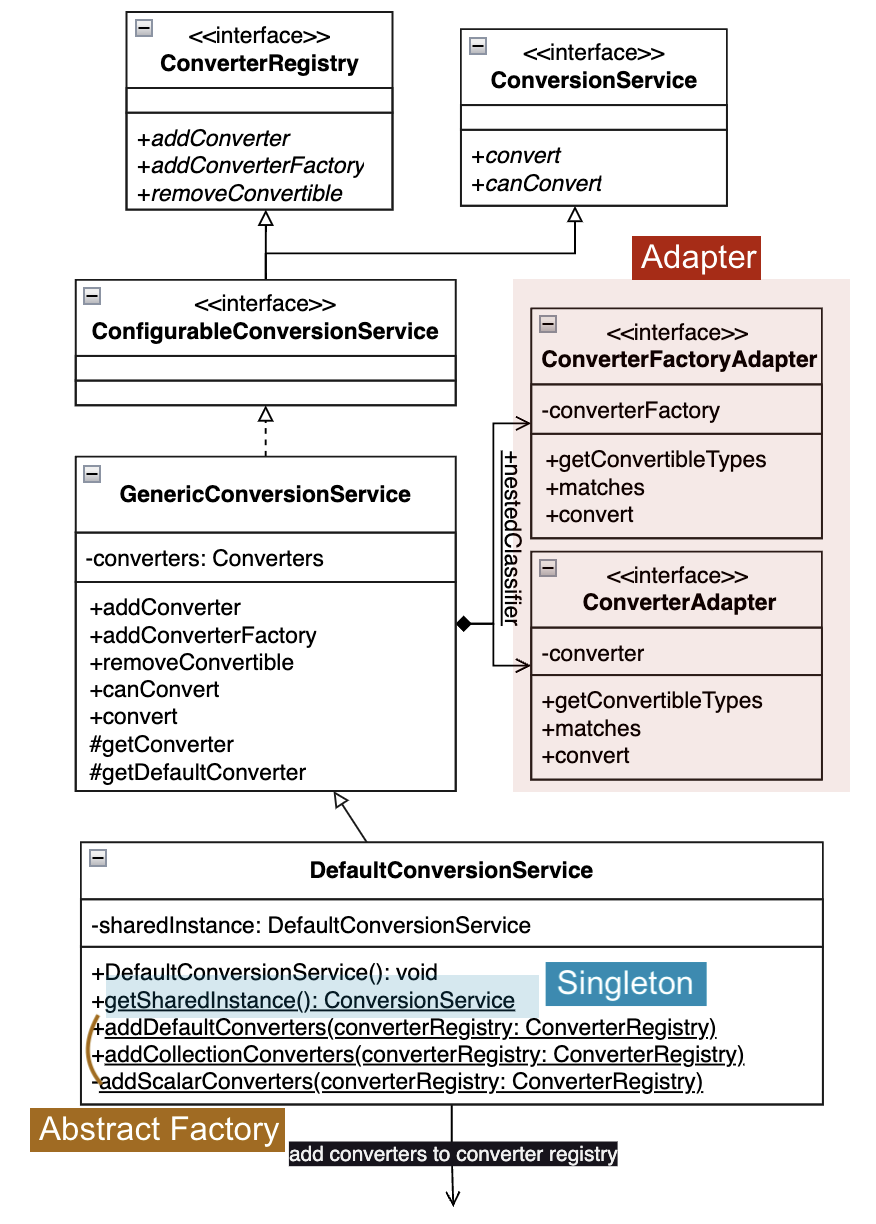 <<interface>>
ConverterRegistry
+addConverter
+addConverterFactory
+removeConvertible
<<interface>>
ConversionService
+convert
+canConvert
Adapter
<<interface>>
ConfigurableConversionService
<<interface>>
ConverterFactoryAdapter
-converterFactory
+getConvertibleTypes
+matches
+convert
+nestedClassifier
GenericConversionService
-converters: Converters
+addConverter
+addConverterFactory
+removeConvertible
+canConvert
+convert
#getConverter
#getDefaultConverter
<<interface>>
ConverterAdapter
-converter
+getConvertibleTypes
+matches
+convert
DefaultConversionService
-sharedInstance: DefaultConversionService
+DefaultConversionService(): void
+getSharedInstance(): ConversionService
Singleton
+addDefaultConverters(converterRegistry: ConverterRegistry)
+addCollectionConverters(converterRegistry: ConverterRegistry)
-addScalarConverters(converterRegistry: ConverterRegistry)
Abstract Factory
add converters to converter registry